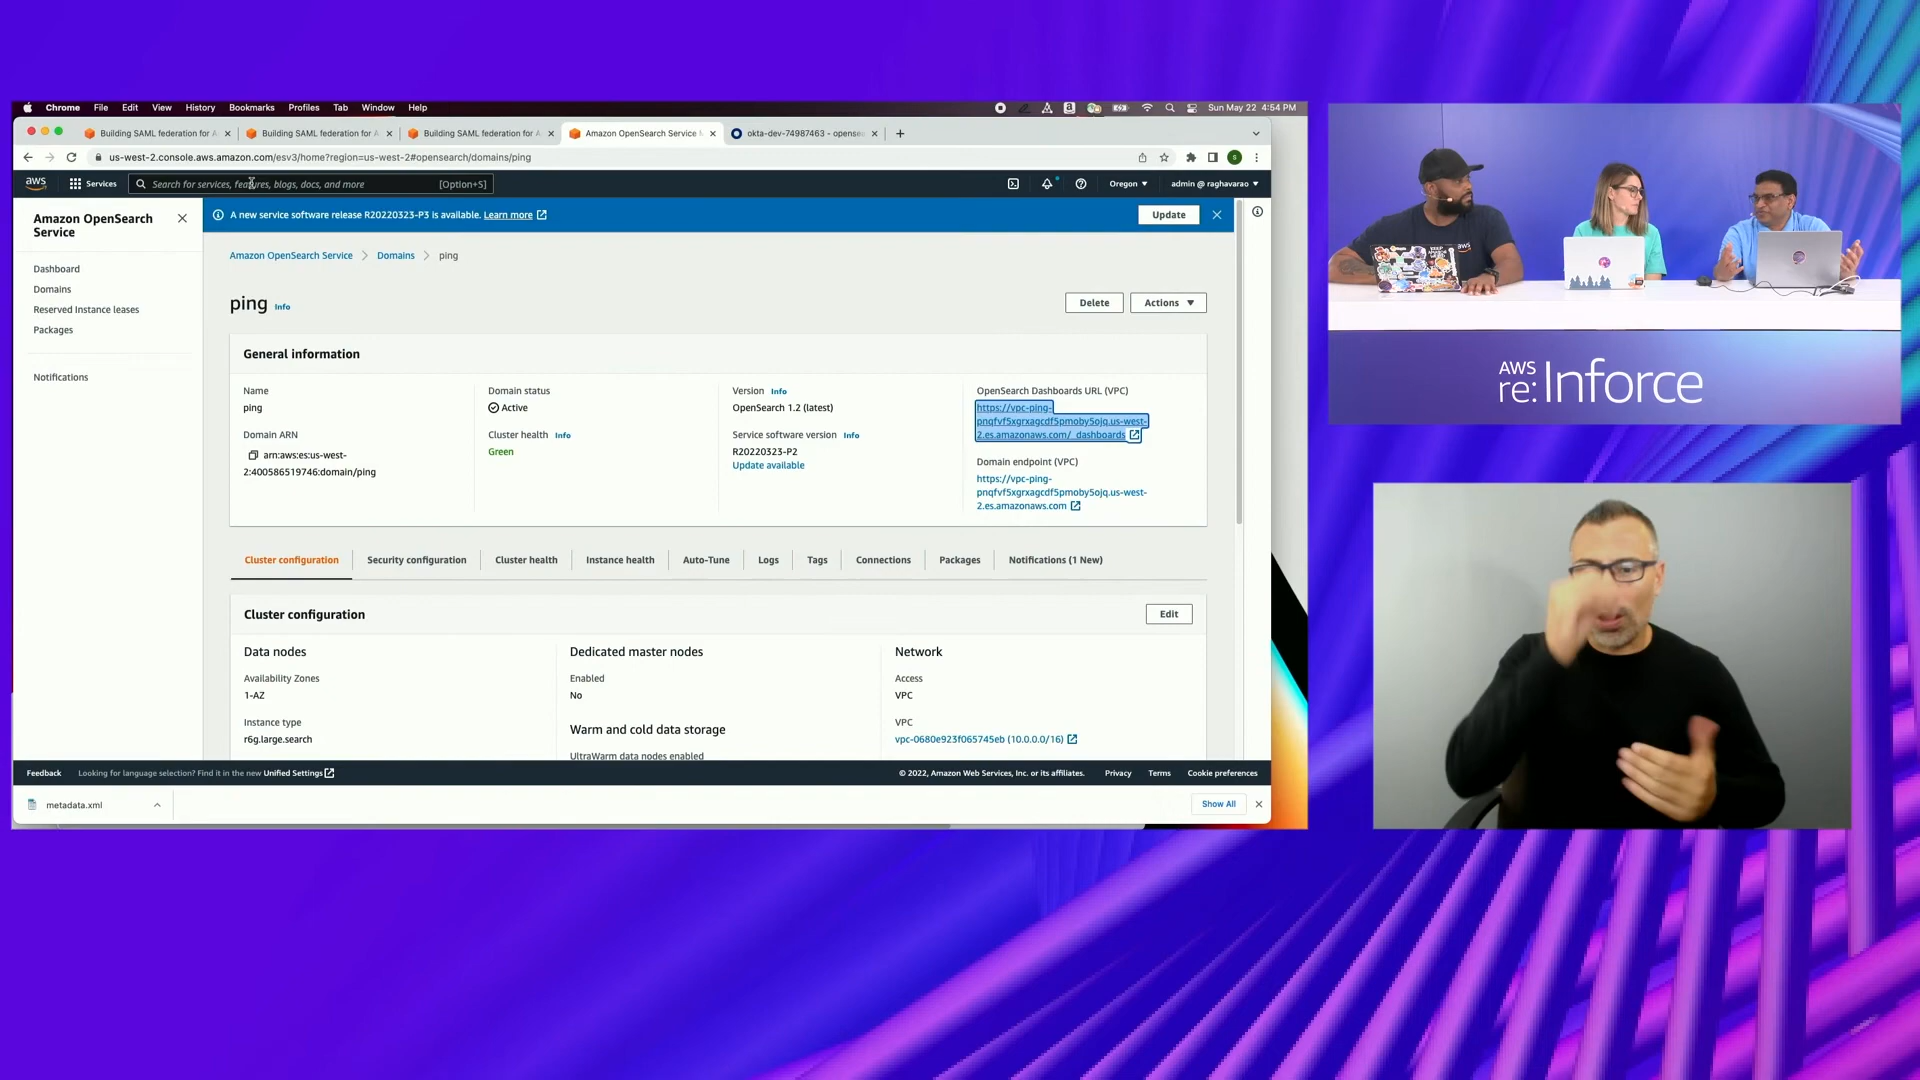 Chrome File Edit View History Bookmarks Profiles Tab Window Help
Sun May 22 4:54 PM
Building SAML federation for A
Building SAML federation for A
Building SAML federation for A
Amazon OpenSearch Service M
okta-dev-74987463 - opensea
us-west-2.console.aws.amazon.com/esv3/home?region=us-west-2#opensearch/domains/ping
aws
Services
Search for services, features, blogs, docs, and more
[Option+S]
Oregon
admin @ raghavarao
Amazon OpenSearch
Service
Dashboard
Domains
Reserved Instance leases
Packages
Notifications
A new service software release R20220323-P3 is available. Learn more
Update
Amazon OpenSearch Service
Domains
ping
ping
Info
Delete
Actions
General information
Name
ping
Domain ARN
arn:aws:es:us-west-
2:400586519746:domain/ping
Domain status
Active
Cluster health Info
Green
Version Info
OpenSearch 1.2 (latest)
Service software version Info
R20220323-P2
Update available
OpenSearch Dashboards URL (VPC)
https://vpc-ping-
pnqfvf5xgrxagcdf5pmoby5ojq.us-west-
2.es.amazonaws.com/_dashboards
Domain endpoint (VPC)
https://vpc-ping-
pnqfvf5xgrxagcdf5pmoby5ojq.us-west-
2.es.amazonaws.com
Cluster configuration
Security configuration
Cluster health
Instance health
Auto-Tune
Logs
Tags
Connections
Packages
Notifications (1 New)
Cluster configuration
Edit
Data nodes
Availability Zones
1-AZ
Instance type
r6g.large.search
Dedicated master nodes
Enabled
No
Warm and cold data storage
UltraWarm data nodes enabled
Network
Access
VPC
VPC
vpc-0680e923f065745eb (10.0.0.0/16)
Feedback
Looking for language selection? Find it in the new Unified Settings
© 2022, Amazon Web Services, Inc. or its affiliates.
Privacy
Terms
Cookie preferences
metadata.xml
Show All
aws
AWS
re:Inforce